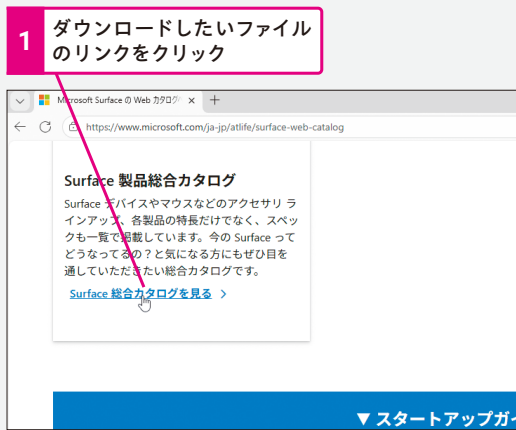 1
ダウンロードしたいファイル
のリンクをクリック
Microsoft Surface の Web カタログ
https://www.microsoft.com/ja-jp/atlife/surface-web-catalog
Surface 製品総合カタログ
Surface デバイスやマウスなどのアクセサリ ラ
インアップ、各製品の特長だけでなく、スペッ
クも一覧で掲載しています。今の Surface って
どうなってるの？と気になる方にもぜひ目を
通していただきたい総合カタログです。
Surface 総合カタログを見る
▼ スタートアップガイ